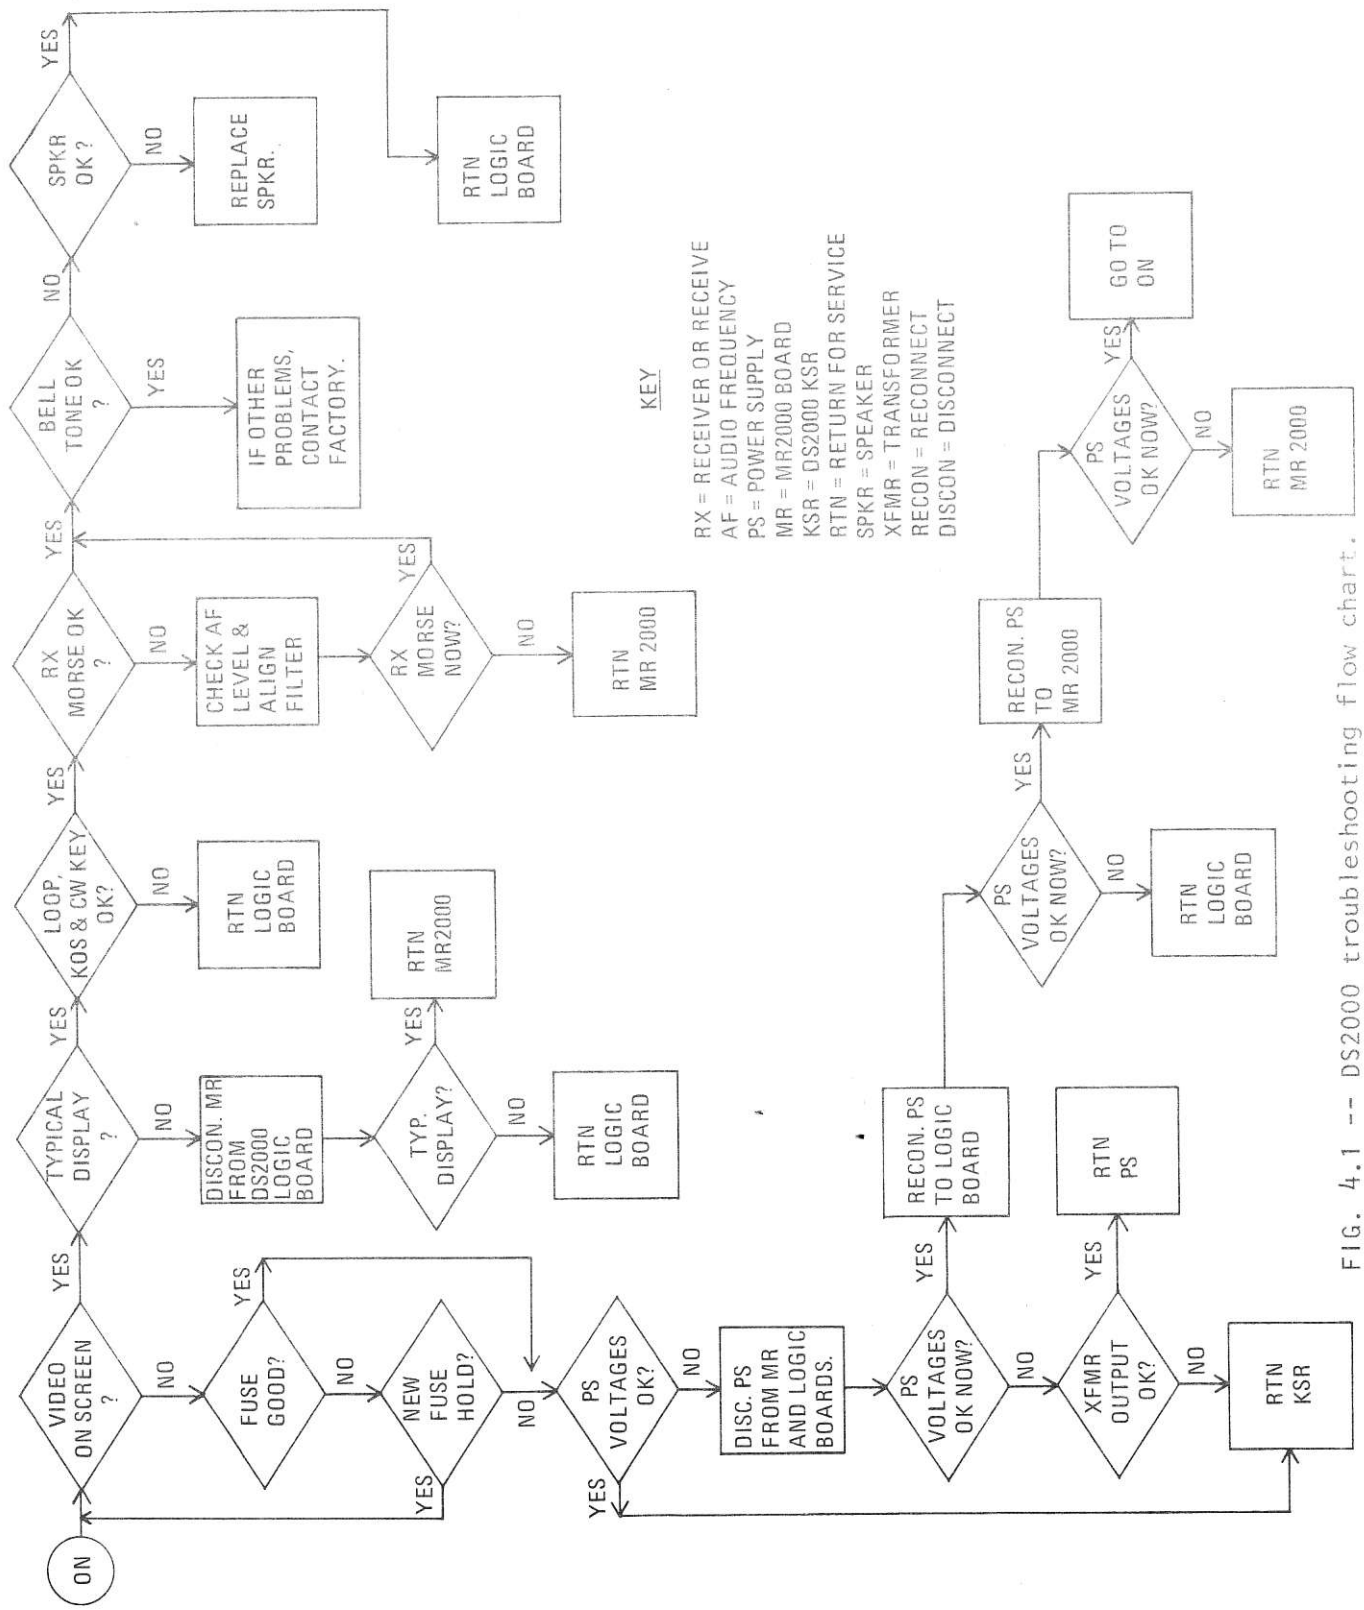 ON
VIDEO
ON SCREEN
?
YES
NO
TYPICAL
DISPLAY
?
YES
NO
LOOP,
KOS & CW KEY
OK?
YES
NO
RX
MORSE OK
?
YES
NO
BELL
TONE OK
?
NO
YES
SPKR
OK?
YES
NO
FUSE
GOOD?
YES
NO
DISCON. MR
FROM
DS2000
LOGIC
BOARD
RTN
LOGIC
BOARD
CHECK AF
LEVEL &
ALIGN
FILTER
IF OTHER
PROBLEMS,
CONTACT
FACTORY.
REPLACE
SPKR.
NEW
FUSE
HOLD?
YES
NO
TYP.
DISPLAY?
YES
NO
RTN
MR2000
RX
MORSE
NOW?
YES
NO
RTN
LOGIC
BOARD
PS
VOLTAGES
OK?
YES
NO
RTN
LOGIC
BOARD
RTN
MR 2000
DISC. PS
FROM MR
AND LOGIC
BOARDS.
KEY
RX = RECEIVER OR RECEIVE
AF = AUDIO FREQUENCY
PS = POWER SUPPLY
MR = MR2000 BOARD
KSR = DS2000 KSR
RTN = RETURN FOR SERVICE
SPKR = SPEAKER
XFMR = TRANSFORMER
RECON = RECONNECT
DISCON = DISCONNECT
PS
VOLTAGES
OK NOW?
YES
NO
RECON. PS
TO LOGIC
BOARD
PS
VOLTAGES
OK NOW?
YES
NO
RECON. PS
TO
MR 2000
PS
VOLTAGES
OK NOW?
YES
NO
GO TO
ON
XFMR
OUTPUT
OK?
YES
NO
RTN
PS
RTN
LOGIC
BOARD
RTN
MR 2000
RTN
KSR
FIG. 4.1 -- DS2000 troubleshooting flow chart.